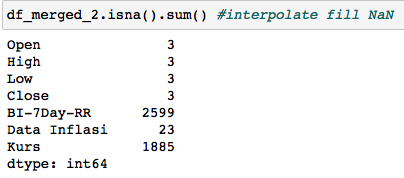 df_merged_2.isna().sum() #interpolate fill NaN
Open 3
High 3
Low 3
Close 3
BI-7Day-RR 2599
Data Inflasi 23
Kurs 1885
dtype: int64